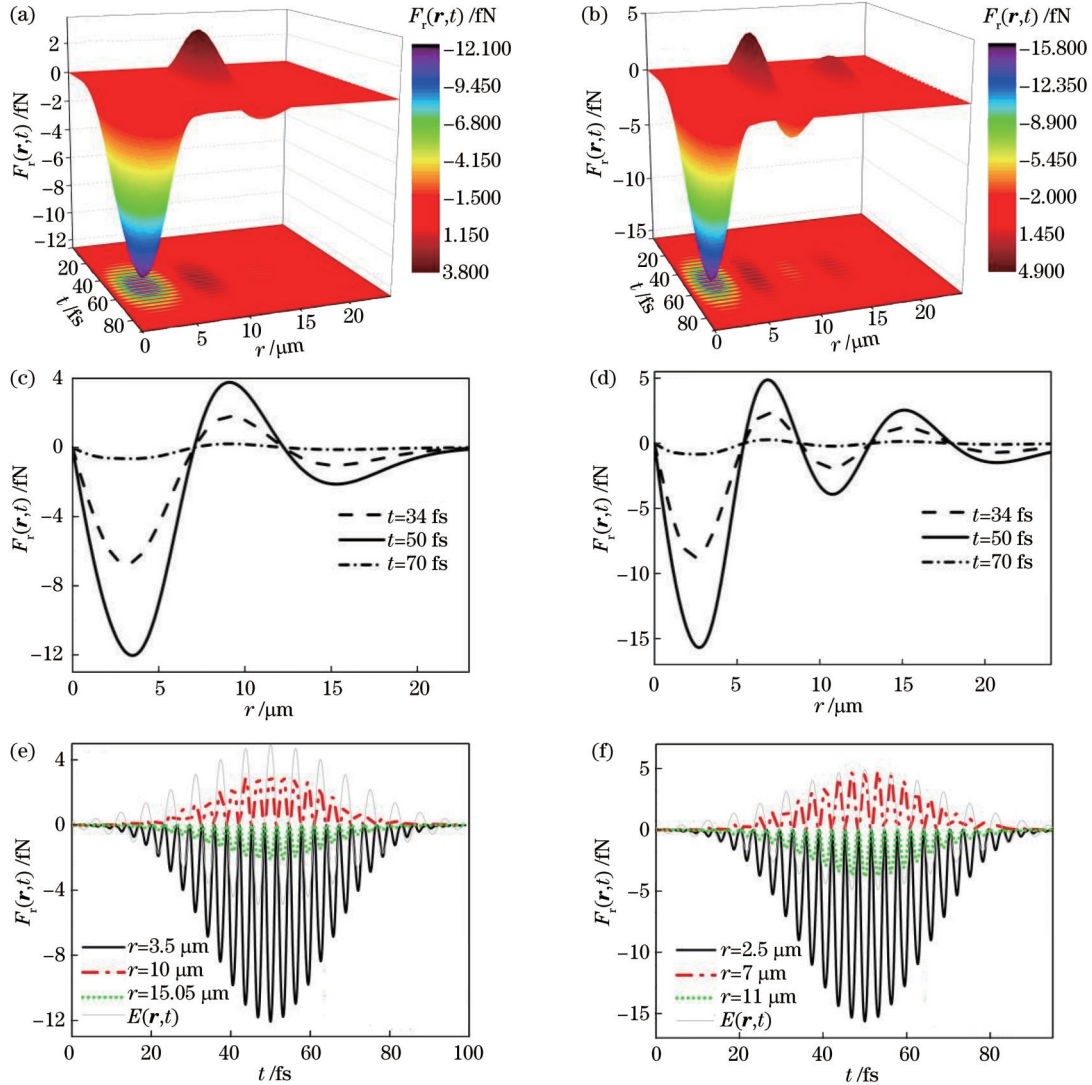 (a)
F_r(r,t) /fN
2
0
-2
-4
-6
-8
-10
-12
F_r(r,t) /fN
-12.100
-9.450
-6.800
-4.150
-1.500
1.150
3.800
20
40
60
80
t /fs
0
5
10
15
20
r /μm
(b)
F_r(r,t) /fN
5
0
-5
-10
-15
F_r(r,t) /fN
-15.800
-12.350
-8.900
-5.450
-2.000
1.450
4.900
20
40
60
80
t /fs
0
5
10
15
20
r /μm
(c)
F_r(r,t) /fN
4
0
-4
-8
-12
t=34 fs
t=50 fs
t=70 fs
0 5 10 15 20
r /μm
(d)
F_r(r,t) /fN
5
0
-5
-10
-15
t=34 fs
t=50 fs
t=70 fs
0 5 10 15 20
r /μm
(e)
F_r(r,t) /fN
4
0
-4
-8
-12
r=3.5 μm
r=10 μm
r=15.05 μm
E(r,t)
0 20 40 60 80 100
t /fs
(f)
F_r(r,t) /fN
5
0
-5
-10
-15
r=2.5 μm
r=7 μm
r=11 μm
E(r,t)
0 20 40 60 80
t /fs